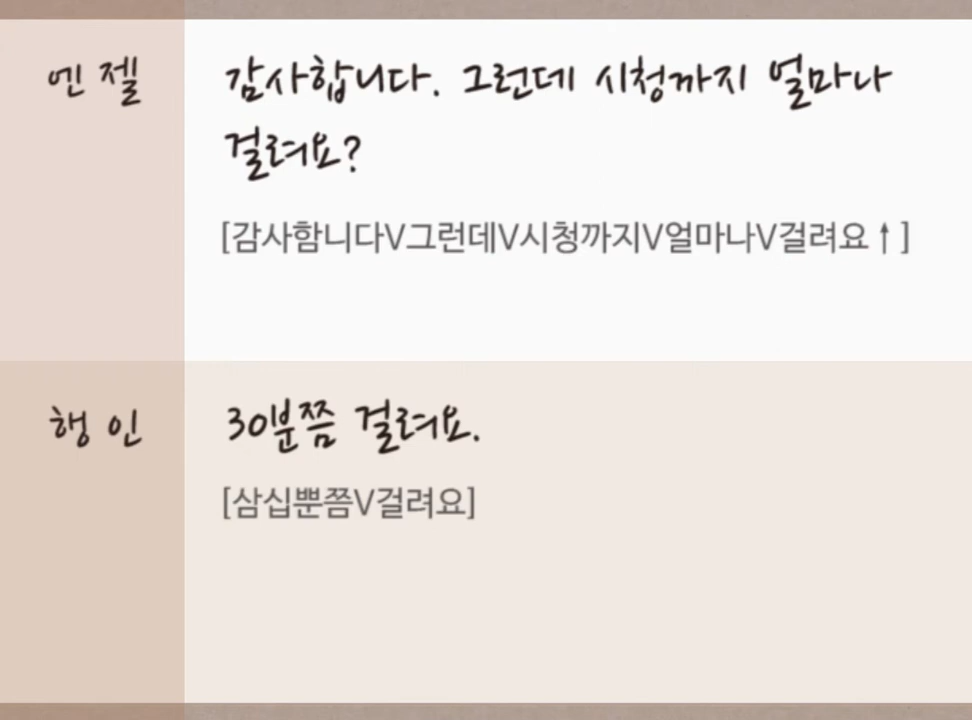 엔젤
감사합니다. 그런데 시청까지 얼마나
걸려요?
[감사함니다V그런데V시청까지V얼마나V걸려요↑]
행인
30분쯤 걸려요.
[삼십뿐쯤V걸려요]